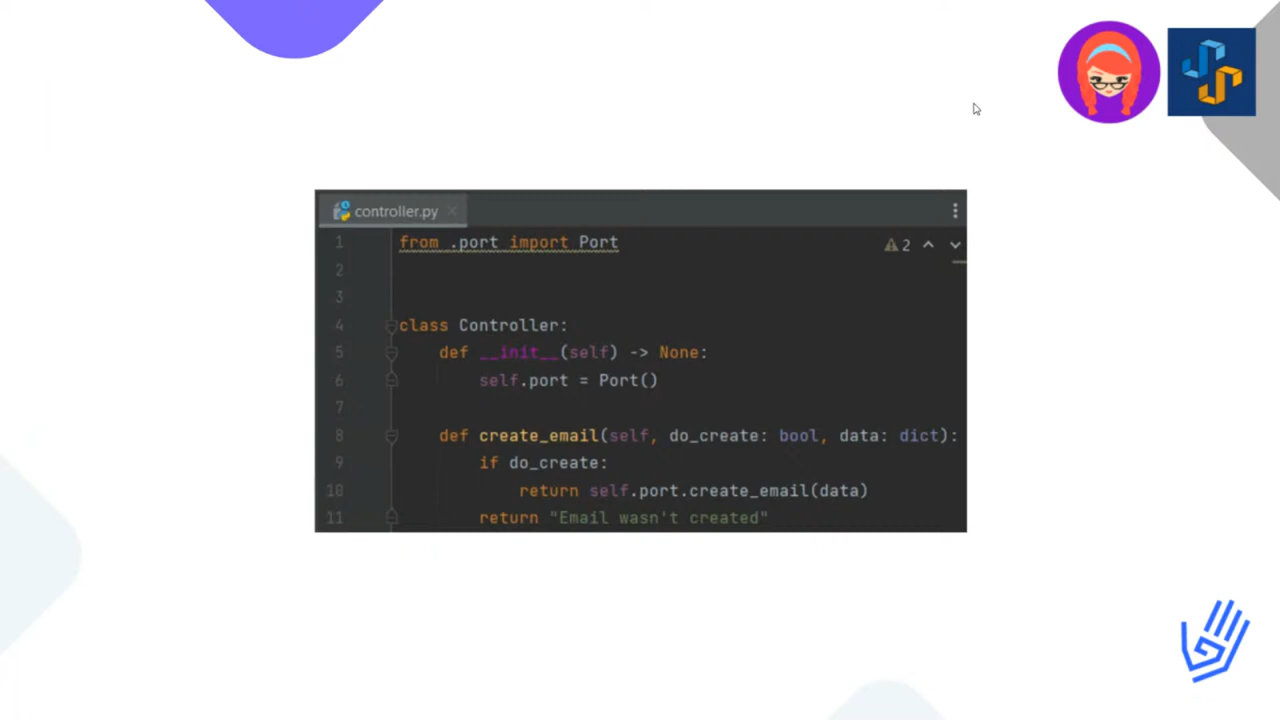 controller.py
1 from .port import Port
2
2
3
4 class Controller:
5 def __init__(self) -> None:
6 self.port = Port()
7
8 def create_email(self, do_create: bool, data: dict):
9 if do_create:
10 return self.port.create_email(data)
11 return "Email wasn't created"